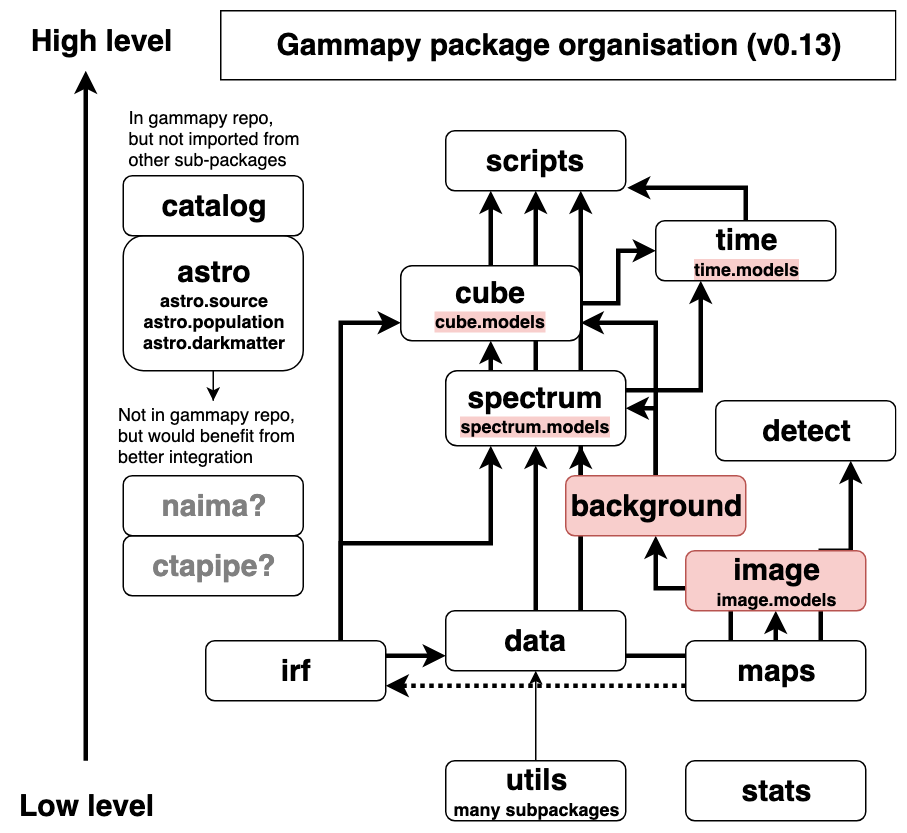 High level
Gammapy package organisation (v0.13)
In gammapy repo,
but not imported from
other sub-packages
catalog
astro
astro.source
astro.population
astro.darkmatter
Not in gammapy repo,
but would benefit from
better integration
naima?
ctapipe?
scripts
time
time.models
cube
cube.models
spectrum
spectrum.models
detect
background
image
image.models
data
irf
maps
utils
many subpackages
stats
Low level